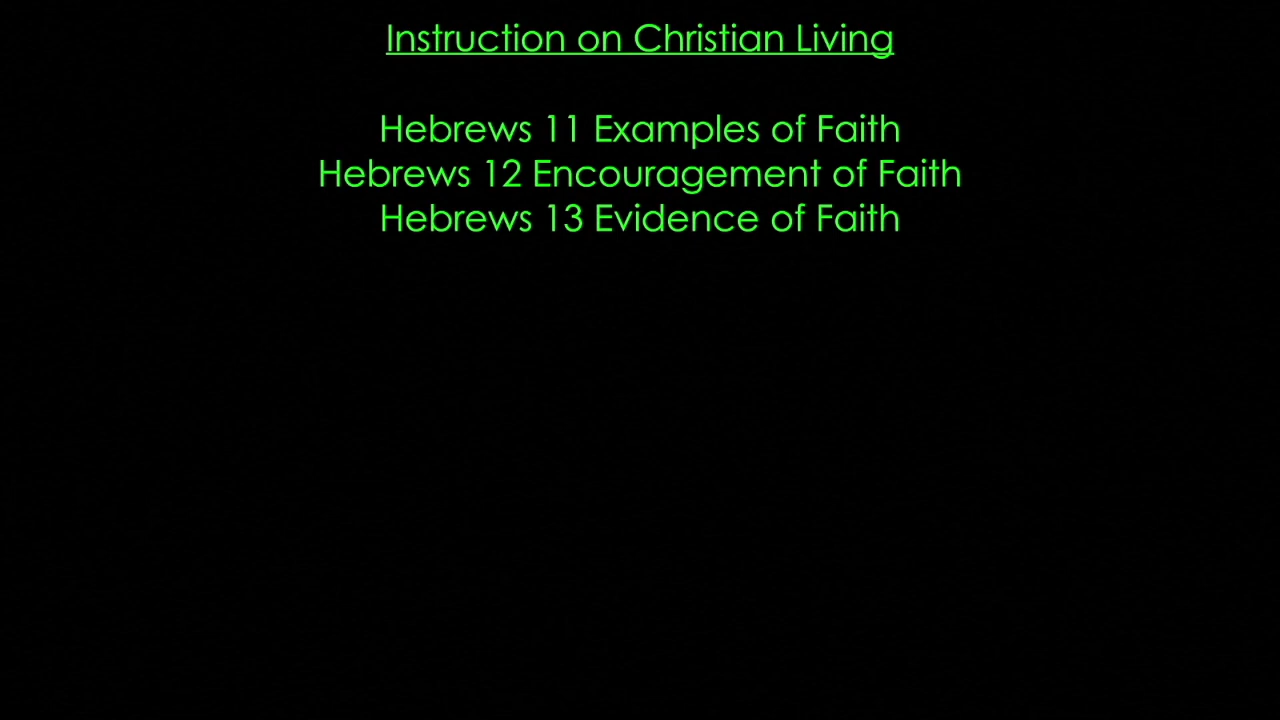 Instruction on Christian Living
Hebrews 11 Examples of Faith
Hebrews 12 Encouragement of Faith
Hebrews 13 Evidence of Faith